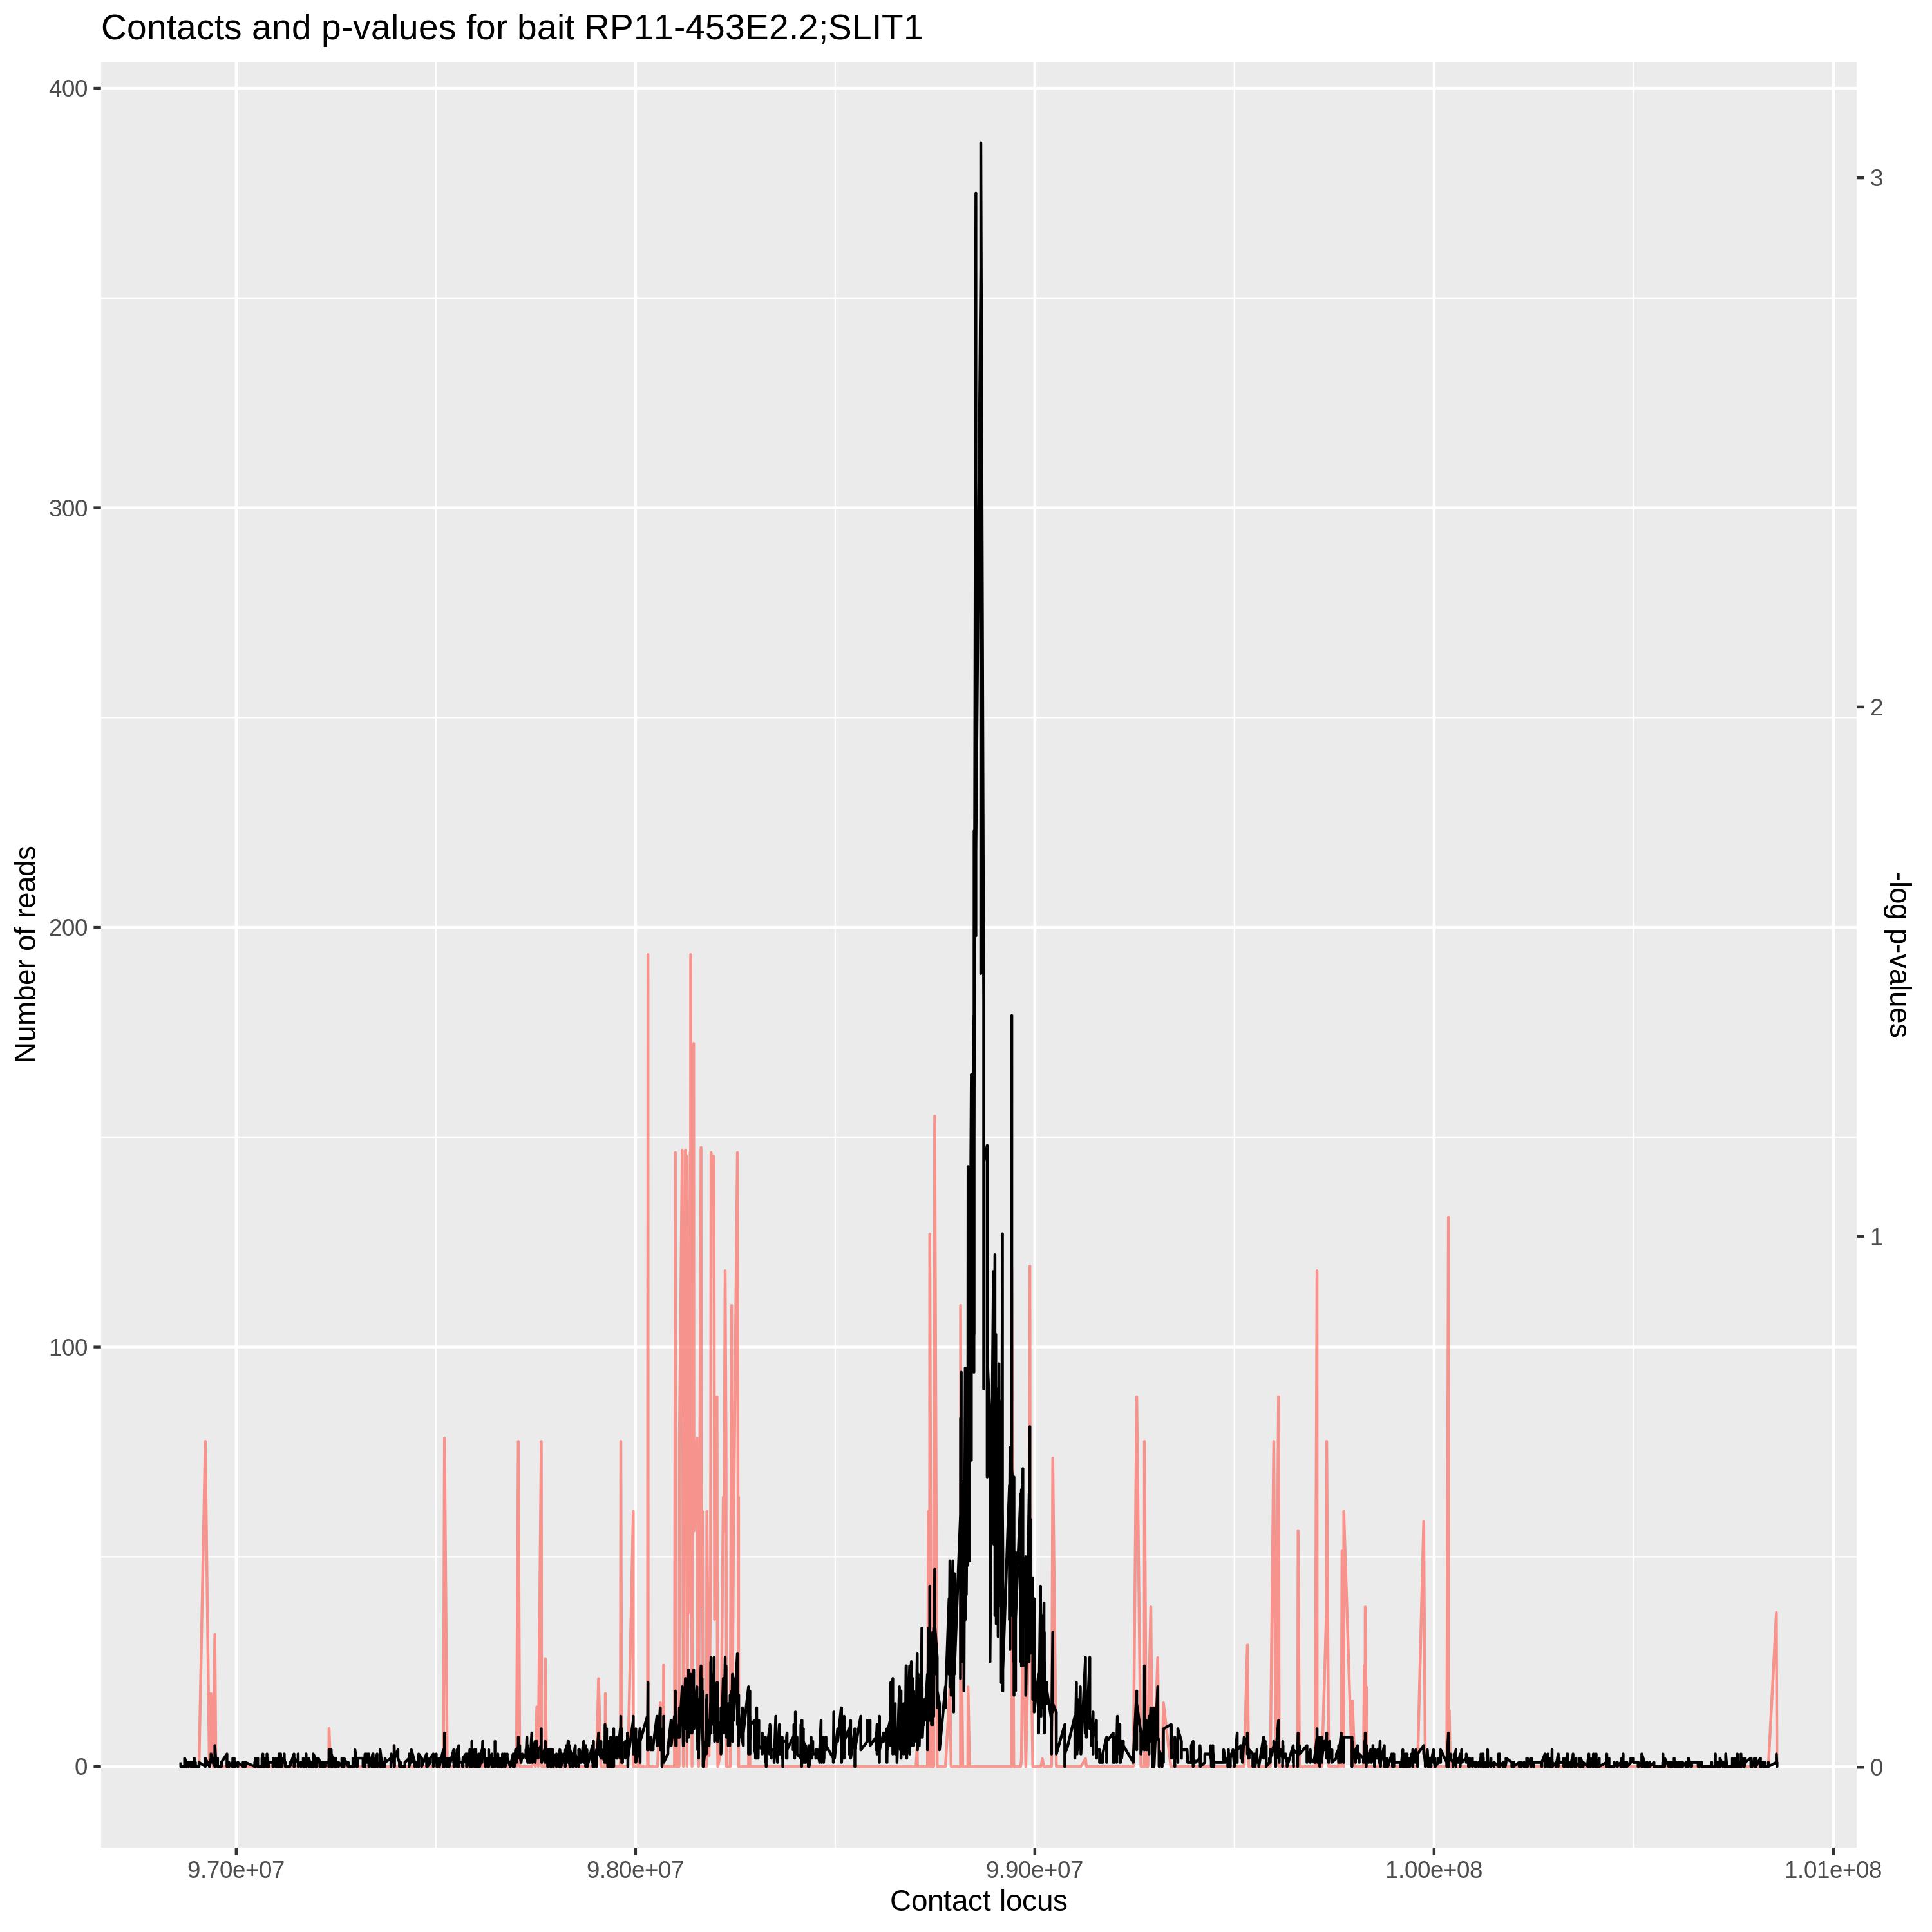 Contacts and p-values for bait RP11-453E2.2;SLIT1
400
300
200
100
0
Number of reads
3
2
1
0
-log p-values
9.70e+07 9.80e+07 9.90e+07 1.00e+08 1.01e+08
Contact locus